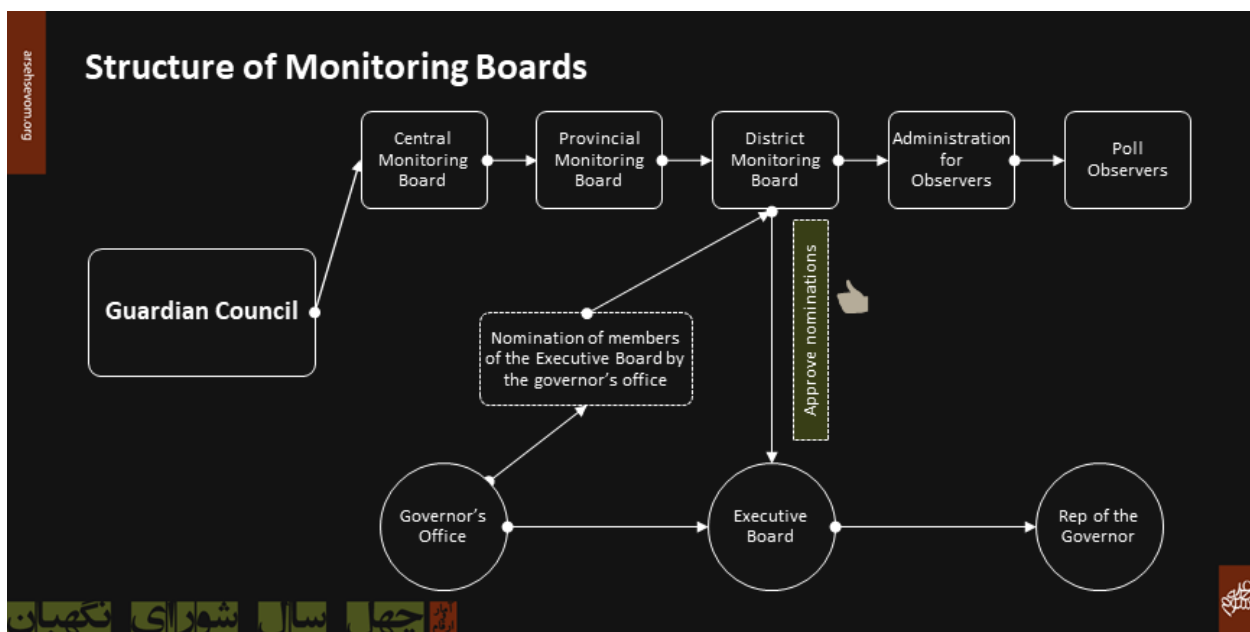 arsehsevom.org
Structure of Monitoring Boards
Central
Monitoring
Board
Provincial
Monitoring
Board
District
Monitoring
Board
Administration
for
Observers
Poll
Observers
Guardian Council
Nomination of members
of the Executive Board by
the governor's office
Approve nominations
Governor's
Office
Executive
Board
Rep of the
Governor
چهل سال شورای نگهبان